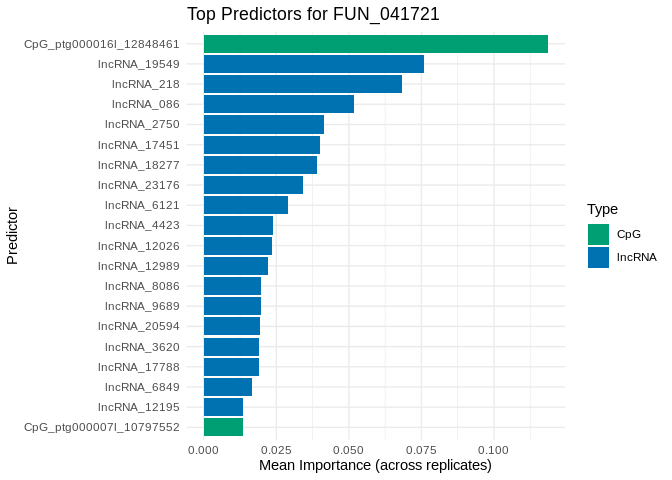 Top Predictors for FUN_041721
Predictor
CpG_ptg000016l_12848461
lncRNA_19549
lncRNA_218
lncRNA_086
lncRNA_2750
lncRNA_17451
lncRNA_18277
lncRNA_23176
lncRNA_6121
lncRNA_4423
lncRNA_12026
lncRNA_12989
lncRNA_8086
lncRNA_9689
lncRNA_20594
lncRNA_3620
lncRNA_17788
lncRNA_6849
lncRNA_12195
CpG_ptg000007l_10797552
0.000 0.025 0.050 0.075 0.100
Mean Importance (across replicates)
Type
CpG
lncRNA